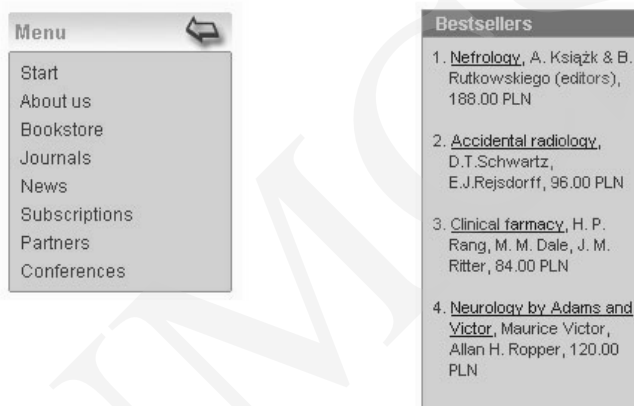 Menu
Start
About us
Bookstore
Journals
News
Subscriptions
Partners
Conferences
Bestsellers
1. Nefrology, A. Książk & B.
Rutkowskiego (editors),
188.00 PLN
2. Accidental radiology,
D.T.Schwartz,
E.J.Rejsdorff, 96.00 PLN
3. Clinical farmacy, H. P.
Rang, M. M. Dale, J. M.
Ritter, 84.00 PLN
4. Neurology by Adams and
Victor, Maurice Victor,
Allan H. Ropper, 120.00
PLN